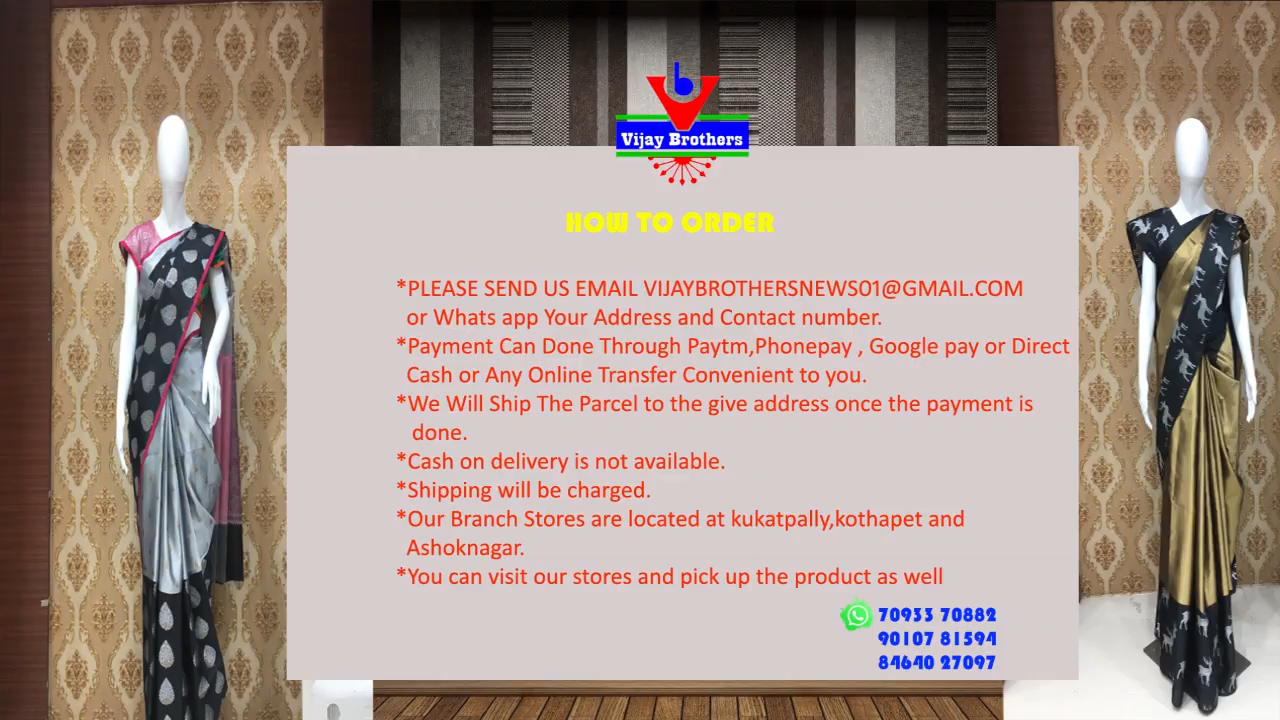 b
Vijay Brothers
HOW TO ORDER
*PLEASE SEND US EMAIL VIJAYBROTHERSNEWS01@GMAIL.COM
or Whats app Your Address and Contact number.
*Payment Can Done Through Paytm,Phonepay , Google pay or Direct
Cash or Any Online Transfer Convenient to you.
*We Will Ship The Parcel to the give address once the payment is
done.
*Cash on delivery is not available.
*Shipping will be charged.
*Our Branch Stores are located at kukatpally,kothapet and
Ashoknagar.
*You can visit our stores and pick up the product as well
70933 70882
90107 81594
84640 27097